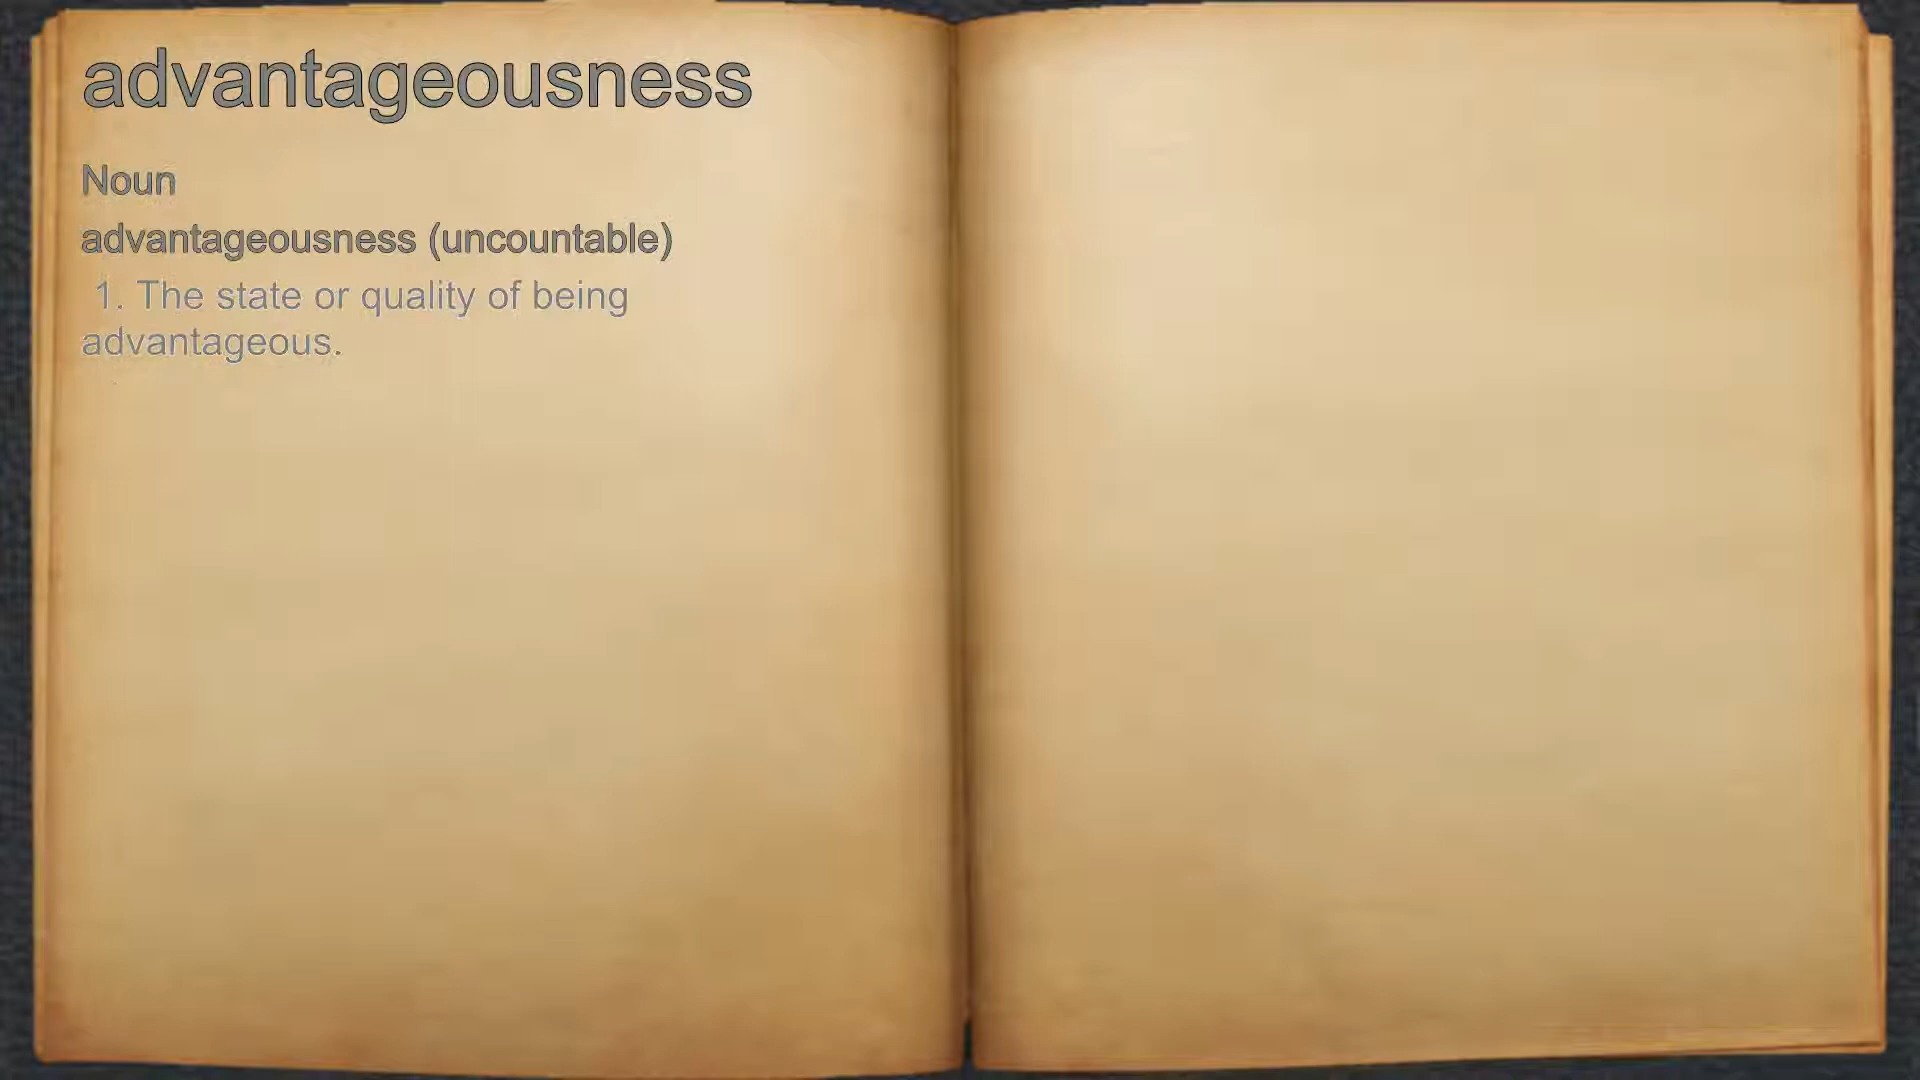 advantageousness
Noun
advantageousness (uncountable)
1. The state or quality of being
advantageous.